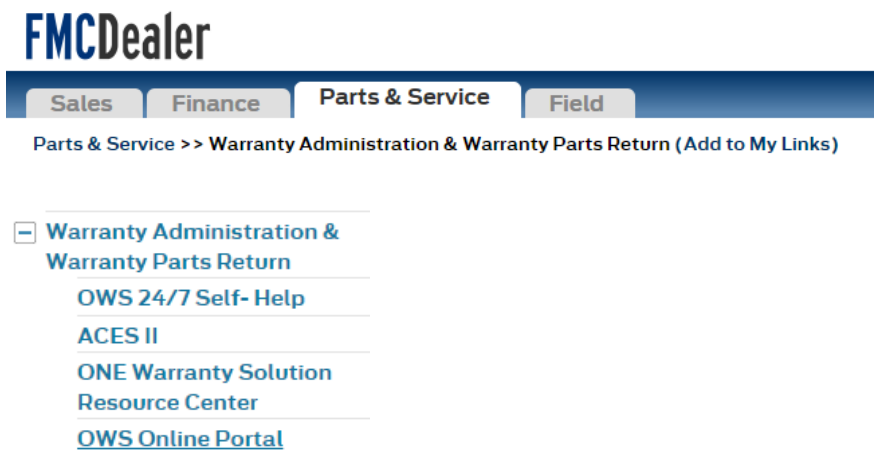 FMCDealer
Sales Finance Parts & Service Field
Parts & Service >> Warranty Administration & Warranty Parts Return (Add to My Links)
Warranty Administration &
Warranty Parts Return
OWS 24/7 Self- Help
ACES II
ONE Warranty Solution
Resource Center
OWS Online Portal